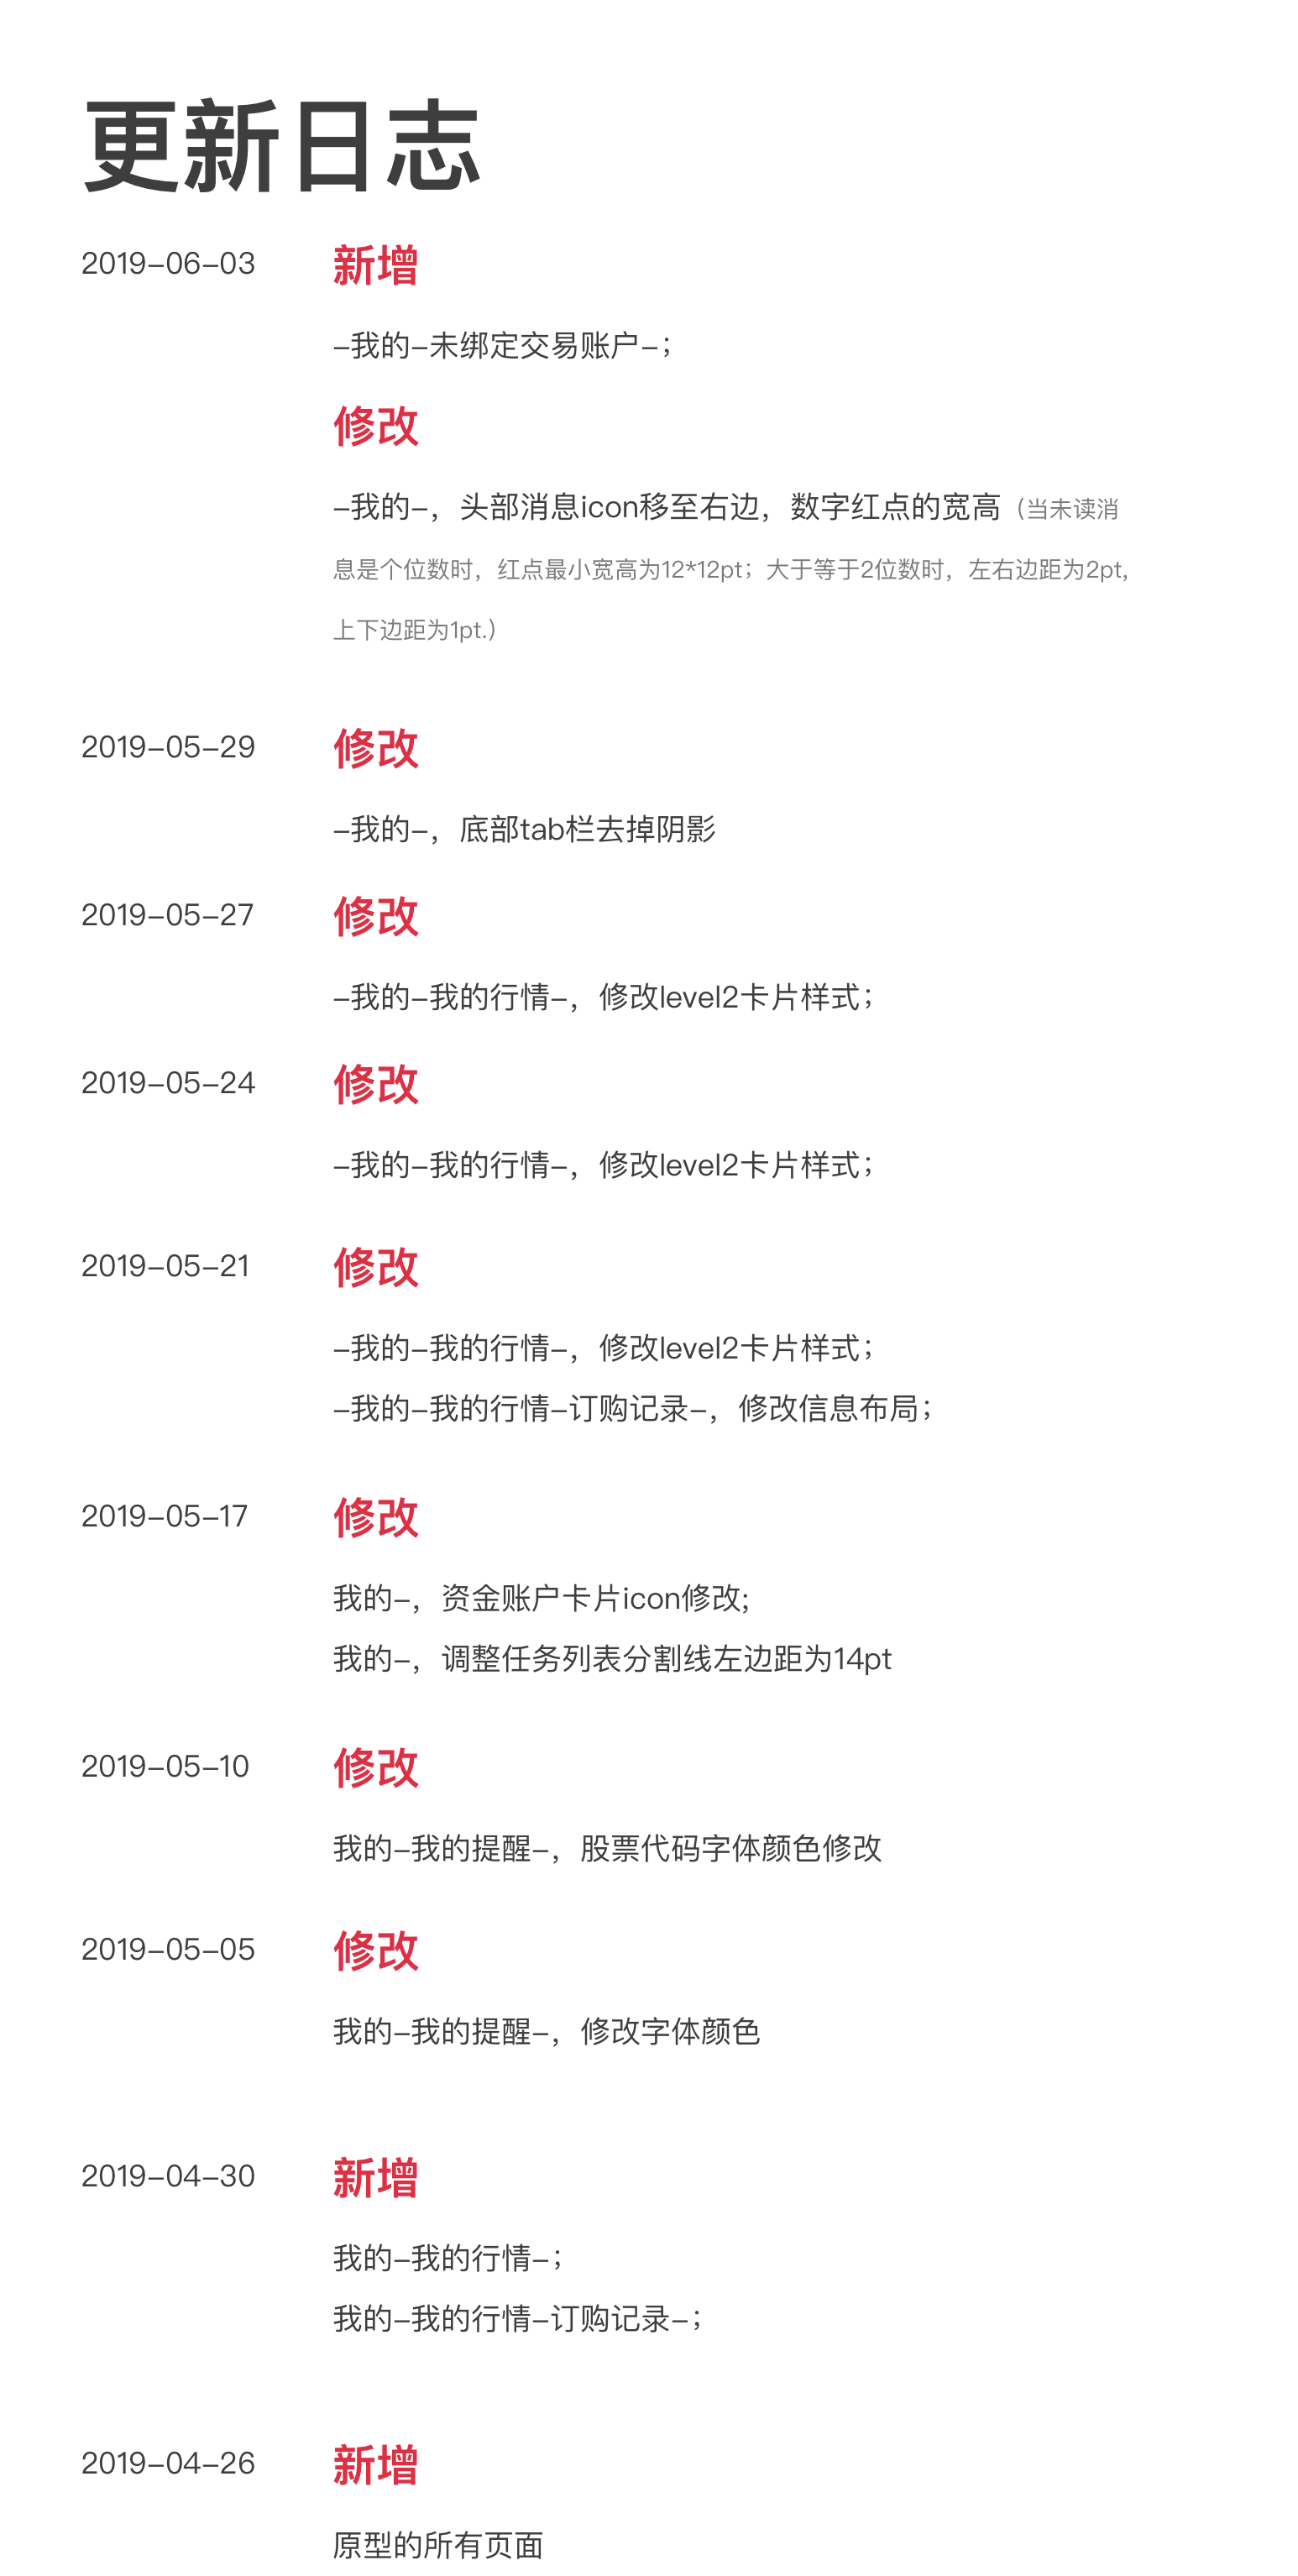 更新日志
2019-06-03 新增
-我的-未绑定交易账户-；
修改
-我的-，头部消息icon移至右边，数字红点的宽高（当未读消
息是个位数时，红点最小宽高为12*12pt；大于等于2位数时，左右边距为2pt,
上下边距为1pt.）
2019-05-29 修改
-我的-，底部tab栏去掉阴影
2019-05-27 修改
-我的-我的行情-，修改level2卡片样式；
2019-05-24 修改
-我的-我的行情-，修改level2卡片样式；
2019-05-21 修改
-我的-我的行情-，修改level2卡片样式；
-我的-我的行情-订购记录-，修改信息布局；
2019-05-17 修改
我的-，资金账户卡片icon修改;
我的-，调整任务列表分割线左边距为14pt
2019-05-10 修改
我的-我的提醒-，股票代码字体颜色修改
2019-05-05 修改
我的-我的提醒-，修改字体颜色
2019-04-30 新增
我的-我的行情-；
我的-我的行情-订购记录-；
2019-04-26 新增
原型的所有页面